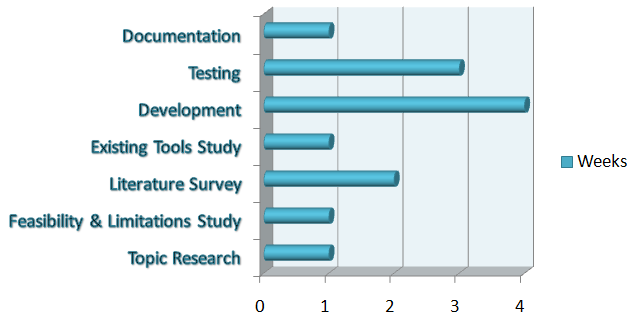 Documentation
Testing
Development
Existing Tools Study
Literature Survey
Feasibility & Limitations Study
Topic Research
Weeks
0 1 2 3 4